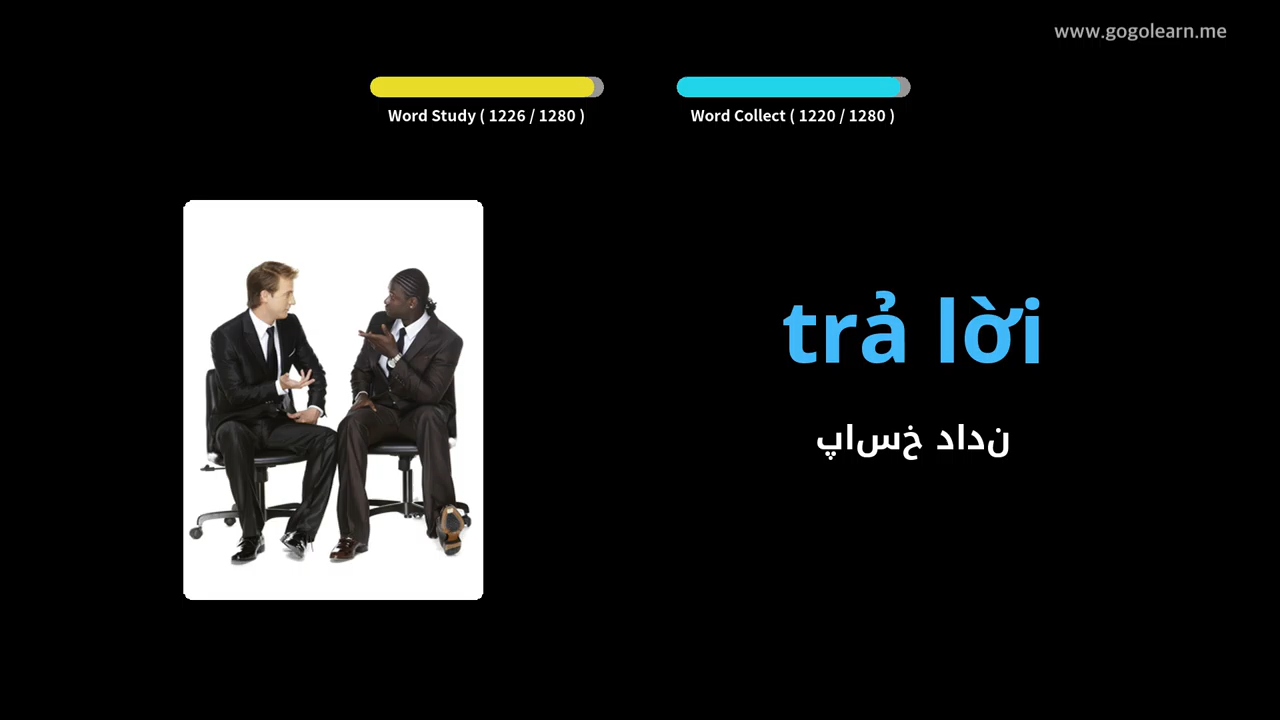 www.gogolearn.me
Word Study ( 1226 / 1280 )
Word Collect ( 1220 / 1280 )
trả lời
پاسخ دادن